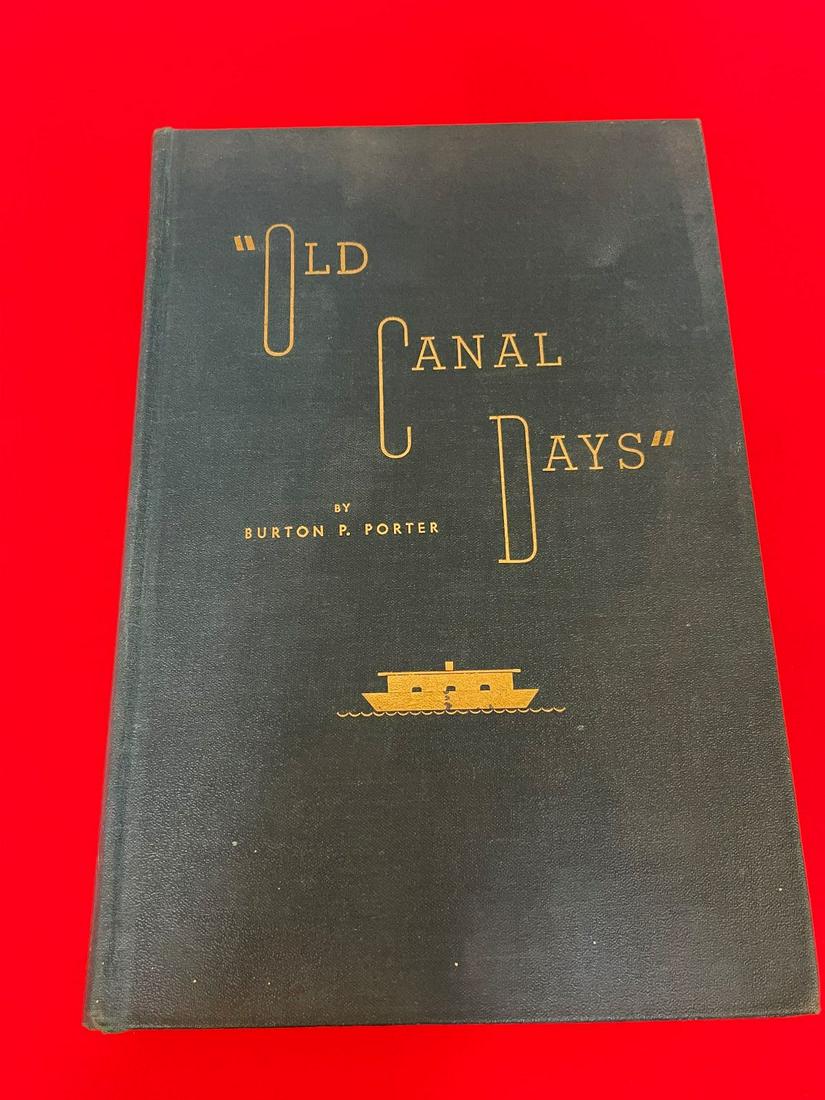 "OLD
CANAL
DAYS"
BY
BURTON P. PORTER